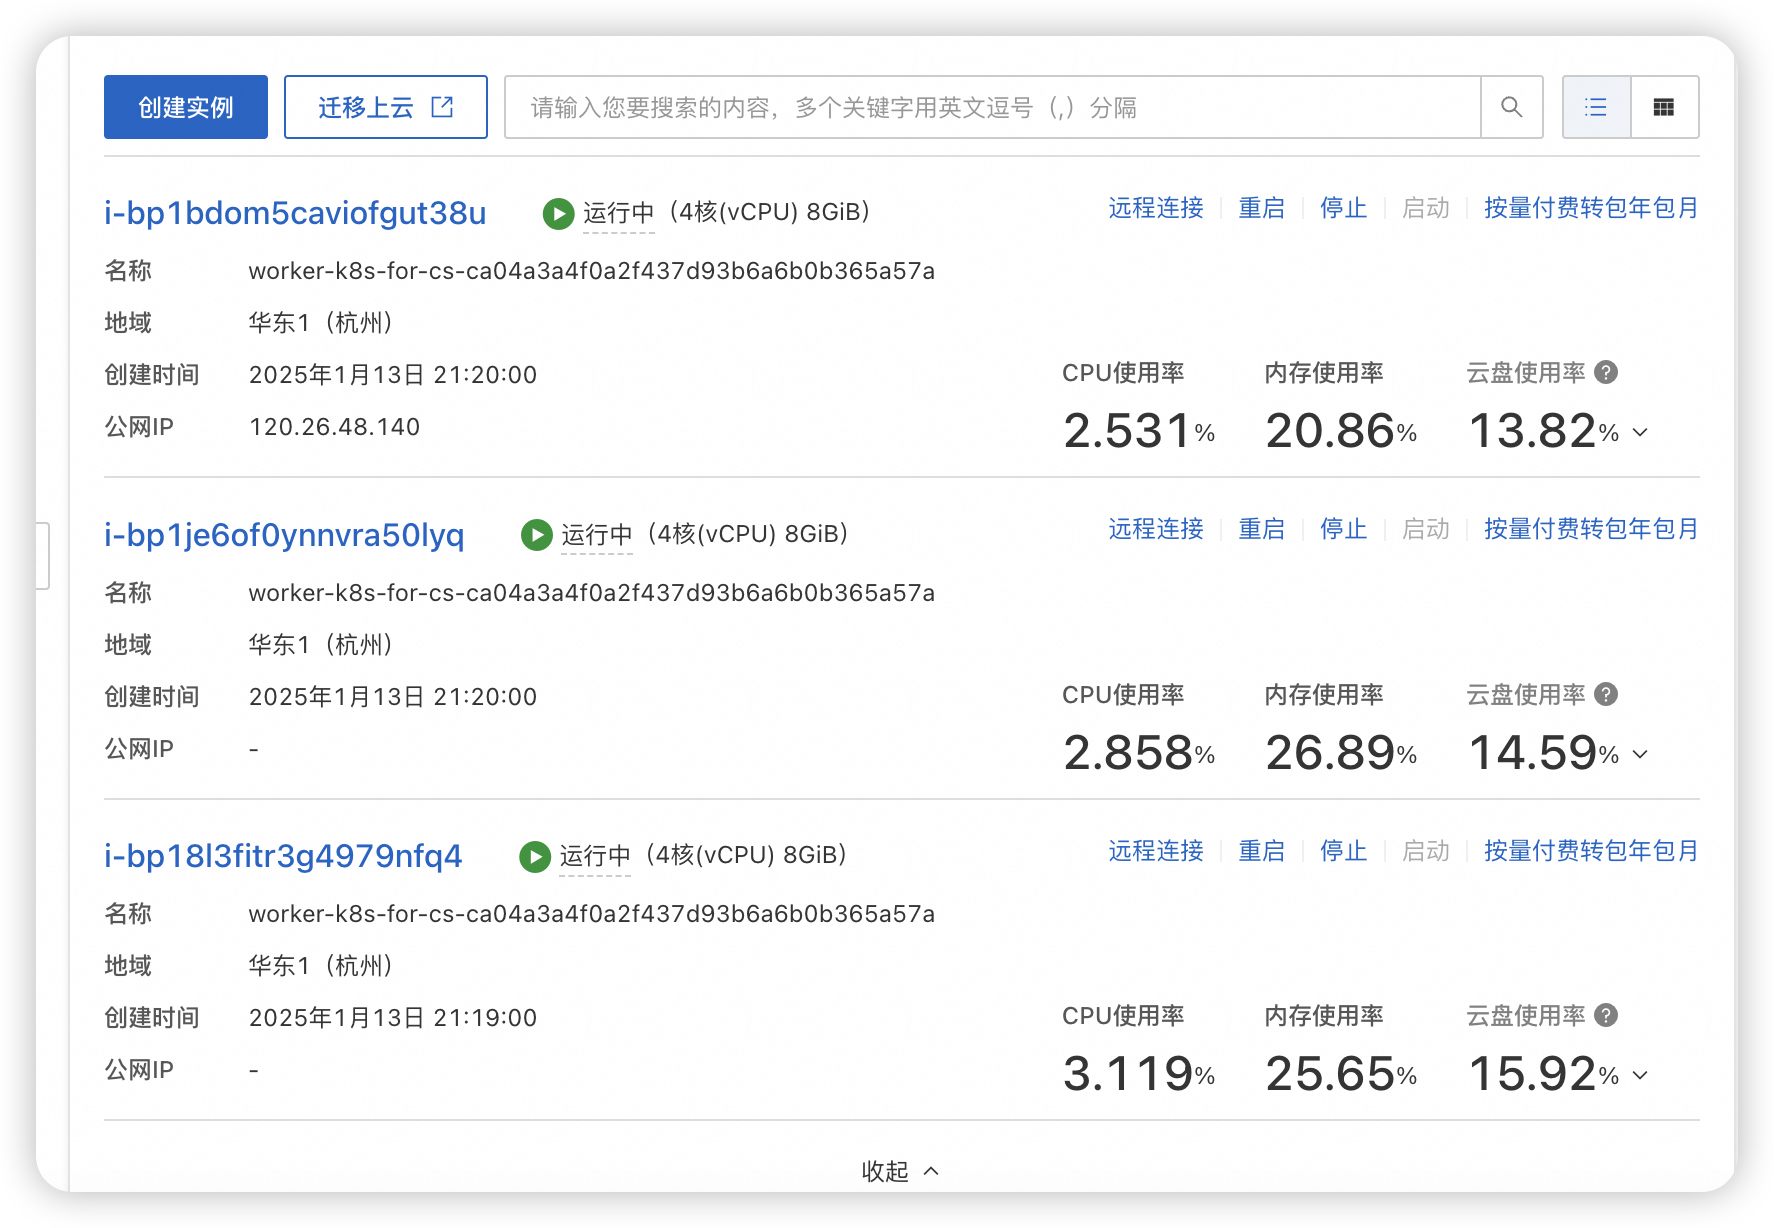 创建实例 迁移上云 请输入您要搜索的内容，多个关键字用英文逗号（,）分隔
i-bp1bdom5caviofgut38u 运行中（4核(vCPU) 8GiB） 远程连接 重启 停止 启动 按量付费转包年包月
名称 worker-k8s-for-cs-ca04a3a4f0a2f437d93b6a6b0b365a57a
地域 华东1（杭州）
创建时间 2025年1月13日 21:20:00 CPU使用率 内存使用率 云盘使用率 ?
公网IP 120.26.48.140 2.531% 20.86% 13.82%
i-bp1je6of0ynnvra50lyq 运行中（4核(vCPU) 8GiB） 远程连接 重启 停止 启动 按量付费转包年包月
名称 worker-k8s-for-cs-ca04a3a4f0a2f437d93b6a6b0b365a57a
地域 华东1（杭州）
创建时间 2025年1月13日 21:20:00 CPU使用率 内存使用率 云盘使用率 ?
公网IP - 2.858% 26.89% 14.59%
i-bp18l3fitr3g4979nfq4 运行中（4核(vCPU) 8GiB） 远程连接 重启 停止 启动 按量付费转包年包月
名称 worker-k8s-for-cs-ca04a3a4f0a2f437d93b6a6b0b365a57a
地域 华东1（杭州）
创建时间 2025年1月13日 21:19:00 CPU使用率 内存使用率 云盘使用率 ?
公网IP - 3.119% 25.65% 15.92%
收起